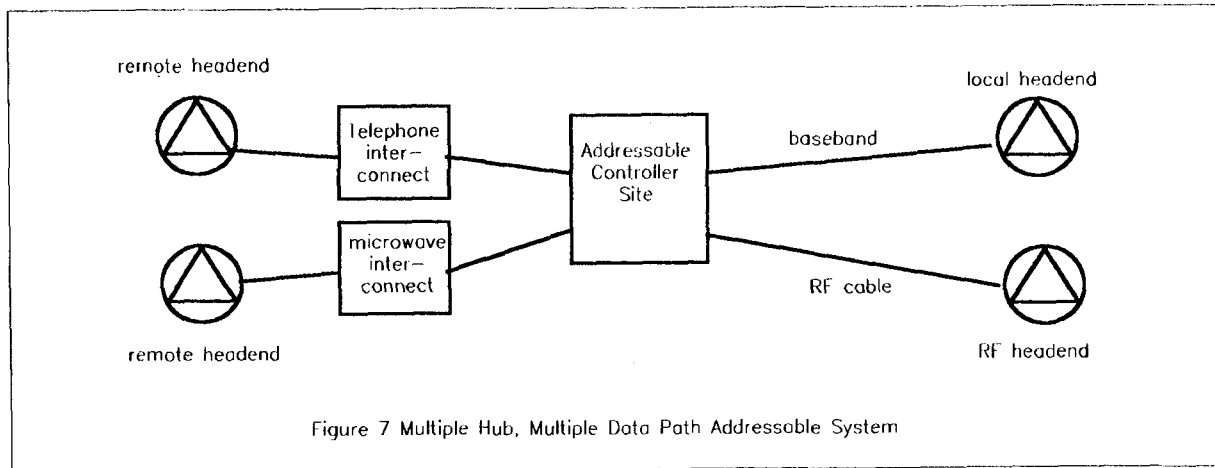 remote headend
local headend
Telephone
inter-
connect
Addressable
Controller
Site
baseband
microwave
inter-
connect
RF cable
remote headend
RF headend
Figure 7 Multiple Hub, Multiple Data Path Addressable System